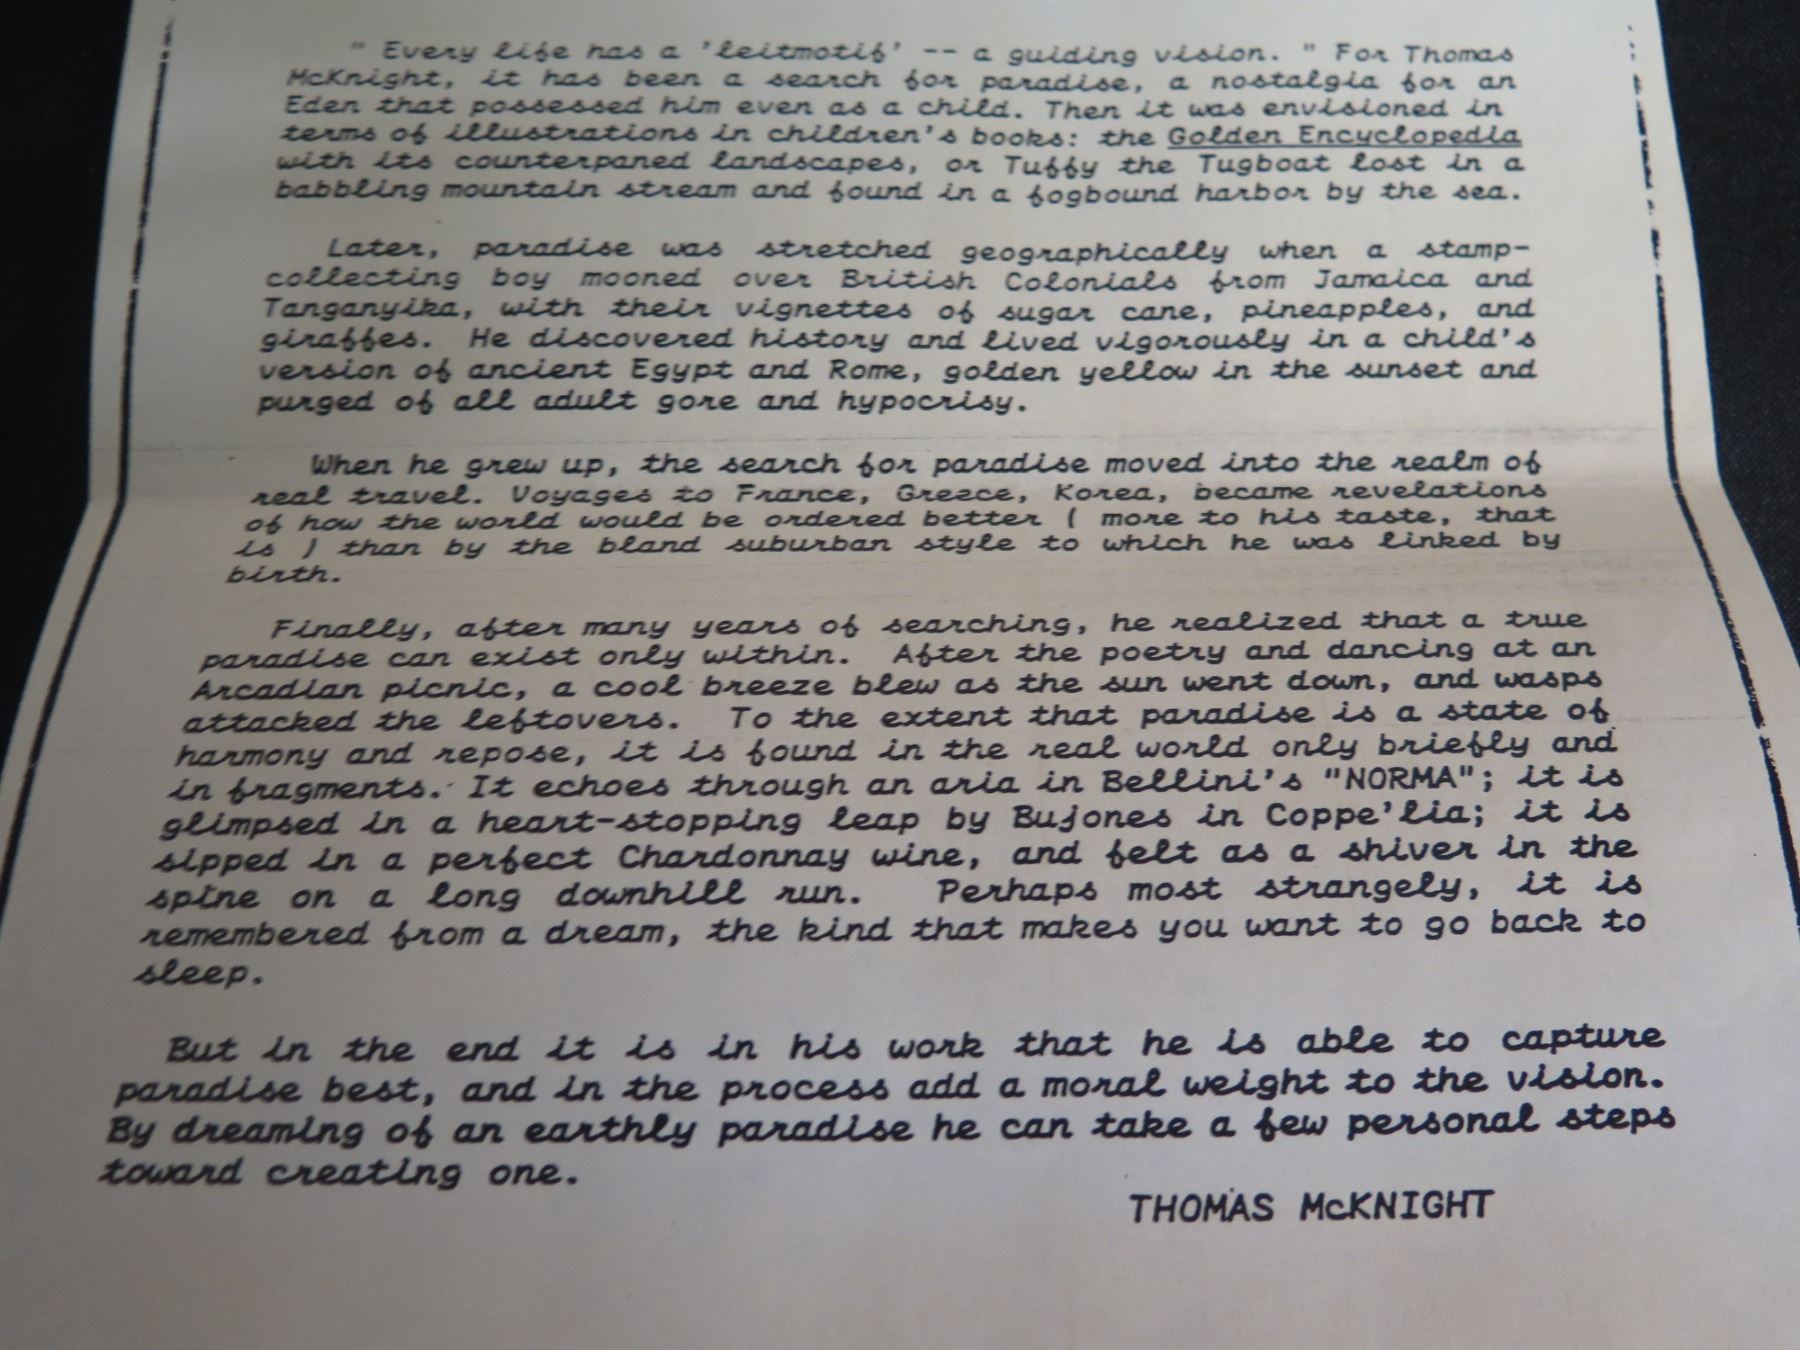 " Every life has a 'leitmotif' -- a guiding vision. " For Thomas
McKnight, it has been a search for paradise, a nostalgia for an
Eden that possessed him even as a child. Then it was envisioned in
terms of illustrations in children's books: the Golden Encyclopedia
with its counterpaned landscapes, or Tuffy the Tugboat lost in a
babbling mountain stream and found in a fogbound harbor by the sea.
Later, paradise was stretched geographically when a stamp-
collecting boy mooned over British Colonials from Jamaica and
Tanganyika, with their vignettes of sugar cane, pineapples, and
giraffes. He discovered history and lived vigorously in a child's
version of ancient Egypt and Rome, golden yellow in the sunset and
purged of all adult gore and hypocrisy.
When he grew up, the search for paradise moved into the realm of
real travel. Voyages to France, Greece, Korea, became revelations
of how the world would be ordered better ( more to his taste, that
is ) than by the bland suburban style to which he was linked by
birth.
Finally, after many years of searching, he realized that a true
paradise can exist only within. After the poetry and dancing at an
Arcadian picnic, a cool breeze blew as the sun went down, and wasps
attacked the leftovers. To the extent that paradise is a state of
harmony and repose, it is found in the real world only briefly and
in fragments. It echoes through an aria in Bellini's "NORMA"; it is
glimpsed in a heart-stopping leap by Bujones in Coppe'lia; it is
sipped in a perfect Chardonnay wine, and felt as a shiver in the
spine on a long downhill run. Perhaps most strangely, it is
remembered from a dream, the kind that makes you want to go back to
sleep.
But in the end it is in his work that he is able to capture
paradise best, and in the process add a moral weight to the vision.
By dreaming of an earthly paradise he can take a few personal steps
toward creating one.
THOMAS McKNIGHT